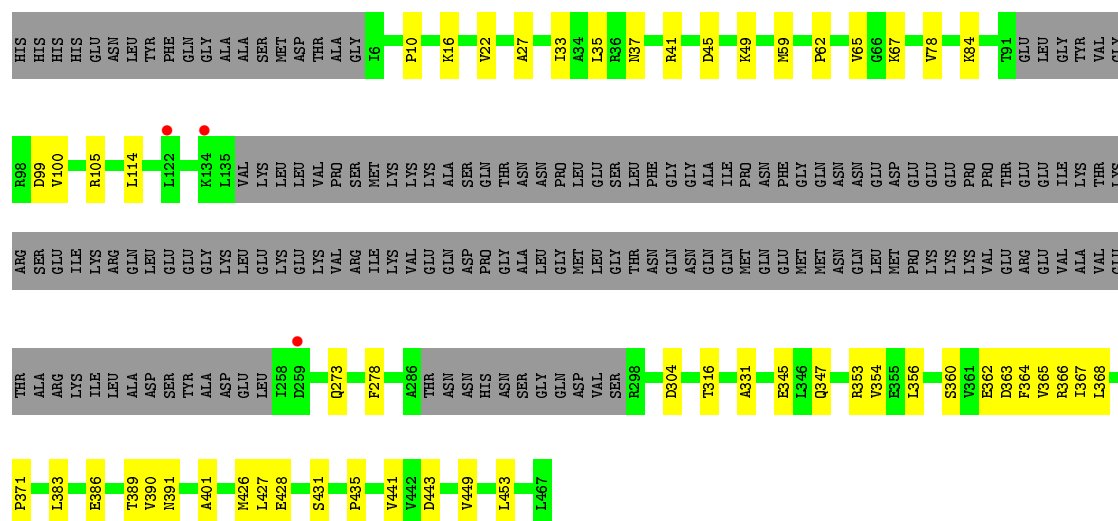 HIS HIS HIS HIS GLU ASN LEU TYR PHE GLN GLY ALA ALA SER MET ASP THR ALA GLY I6 P10 K16 V22 A27 I33 A34 L35 R36 N37 R41 D45 K49 M59 P62 V65 G66 K67 V78 K84 T91 GLU LEU GLY TYR VAL GLY
R98 D99 V100 R105 L114 L122 K134 L135 VAL LYS LEU LEU VAL PRO SER MET LYS LYS LYS ALA SER GLN THR ASN ASN PRO LEU GLU SER LEU PHE GLY GLY ALA ILE PRO ASN PHE GLY GLN ASN ASN GLU ASP GLU GLU GLU PRO PRO THR GLU GLU ILE LYS THR LYS
ARG SER GLU ILE LYS ARG GLN LEU GLU GLU GLY LYS LEU GLU LYS GLU LYS VAL ARG ILE LYS VAL GLU GLN ASP PRO GLY ALA LEU GLY MET LEU GLY THR ASN GLN ASN GLN GLN MET GLN GLU MET MET ASN GLN LEU MET PRO LYS LYS LYS VAL GLU ARG GLU VAL ALA VAL GLU
THR ALA ARG LYS ILE LEU ALA ASP SER TYR ALA ASP GLU LEU I258 D259 Q273 F278 A286 THR ASN ASN HIS ASN SER GLY GLN ASP VAL SER R298 D304 T316 A331 E345 L346 Q347 R353 V354 E355 L356 S360 V361 E362 D363 F364 V365 R366 I367 L368
P371 L383 E386 T389 V390 N391 A401 M426 L427 E428 S431 P435 V441 V442 D443 V449 L453 L467